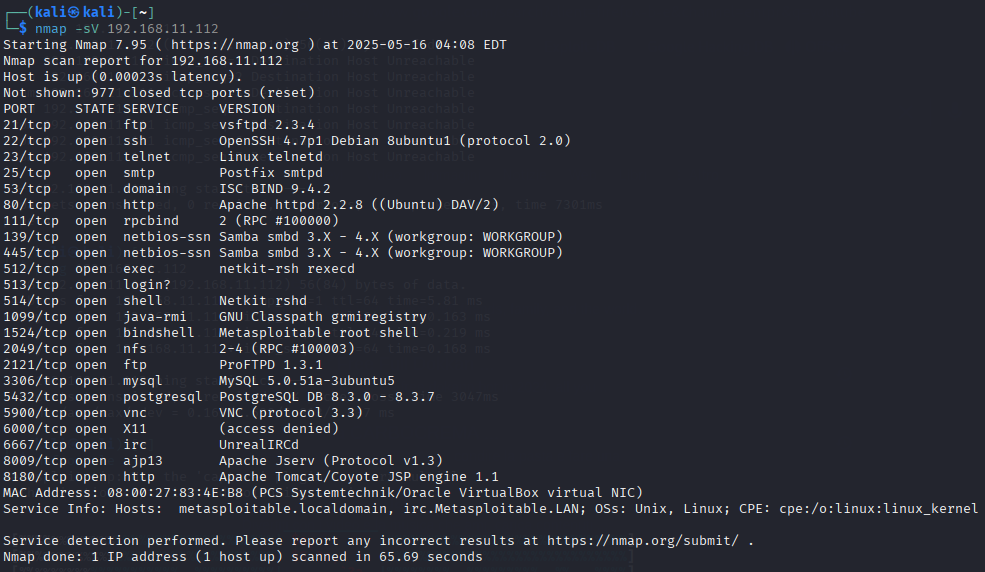 ┌──(kali㉿kali)-[~]
└─$ nmap -sV 192.168.11.112
Starting Nmap 7.95 ( https://nmap.org ) at 2025-05-16 04:08 EDT
Nmap scan report for 192.168.11.112
Host is up (0.00023s latency).
Not shown: 977 closed tcp ports (reset)
PORT     STATE SERVICE     VERSION
21/tcp   open  ftp         vsftpd 2.3.4
22/tcp   open  ssh         OpenSSH 4.7p1 Debian 8ubuntu1 (protocol 2.0)
23/tcp   open  telnet      Linux telnetd
25/tcp   open  smtp        Postfix smtpd
53/tcp   open  domain      ISC BIND 9.4.2
80/tcp   open  http        Apache httpd 2.2.8 ((Ubuntu) DAV/2)
111/tcp  open  rpcbind     2 (RPC #100000)
139/tcp  open  netbios-ssn Samba smbd 3.X - 4.X (workgroup: WORKGROUP)
445/tcp  open  netbios-ssn Samba smbd 3.X - 4.X (workgroup: WORKGROUP)
512/tcp  open  exec        netkit-rsh rexecd
513/tcp  open  login?
514/tcp  open  shell       Netkit rshd
1099/tcp open  java-rmi    GNU Classpath grmiregistry
1524/tcp open  bindshell   Metasploitable root shell
2049/tcp open  nfs         2-4 (RPC #100003)
2121/tcp open  ftp         ProFTPD 1.3.1
3306/tcp open  mysql       MySQL 5.0.51a-3ubuntu5
5432/tcp open  postgresql  PostgreSQL DB 8.3.0 - 8.3.7
5900/tcp open  vnc         VNC (protocol 3.3)
6000/tcp open  X11         (access denied)
6667/tcp open  irc         UnrealIRCd
8009/tcp open  ajp13       Apache Jserv (Protocol v1.3)
8180/tcp open  http        Apache Tomcat/Coyote JSP engine 1.1
MAC Address: 08:00:27:83:4E:B8 (PCS Systemtechnik/Oracle VirtualBox virtual NIC)
Service Info: Hosts:  metasploitable.localdomain, irc.Metasploitable.LAN; OSs: Unix, Linux; CPE: cpe:/o:linux:linux_kernel

Service detection performed. Please report any incorrect results at https://nmap.org/submit/ .
Nmap done: 1 IP address (1 host up) scanned in 65.69 seconds